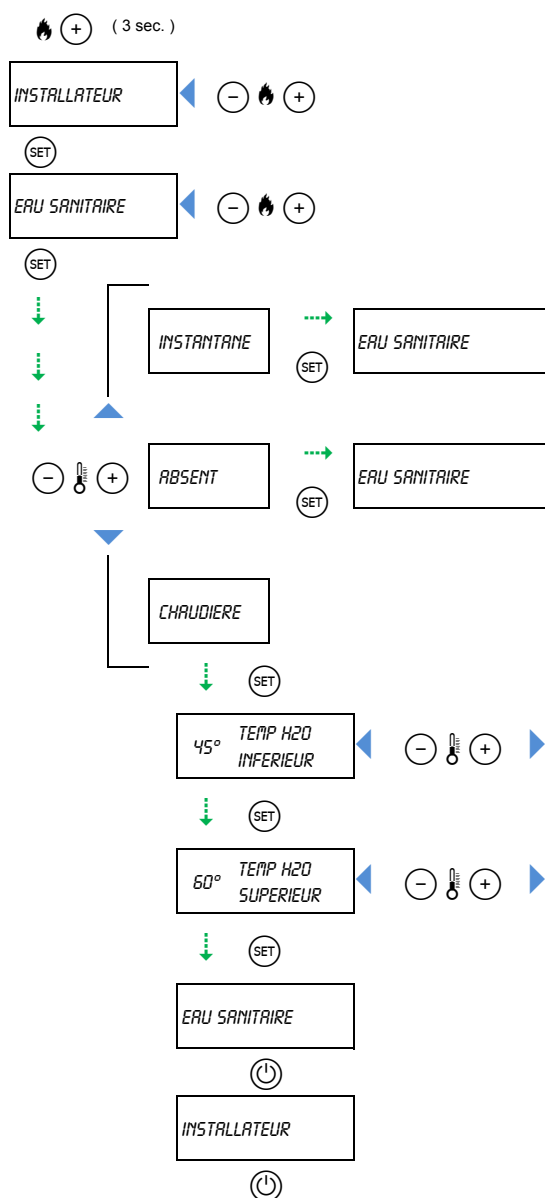 + ( 3 sec. )
INSTALLATEUR - +
SET
EAU SANITAIRE - +
SET
INSTANTANE EAU SANITAIRE
SET
- + ABSENT EAU SANITAIRE
SET
CHAUDIERE
SET
45° TEMP H2O
INFERIEUR - +
SET
60° TEMP H2O
SUPERIEUR - +
SET
EAU SANITAIRE
INSTALLATEUR